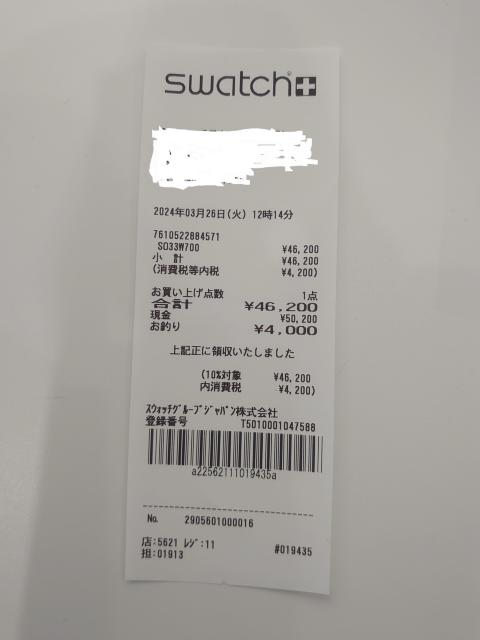 swatch
2024年03月26日(火) 12時14分
7610522884571
SO33W700 ¥46,200
小 計 ¥46,200
(消費税等内税 ¥4,200)
お買い上げ点数 1点
合計 ¥46,200
現金 ¥50,200
お釣り ¥4,000
上記正に領収いたしました
(10%対象 ¥46,200
内消費税 ¥4,200)
スウォッチグループジャパン株式会社
登録番号 T5010001047588
a22562111019435a
No. 2905601000016
店:5621 レジ:11 #019435
担:01913